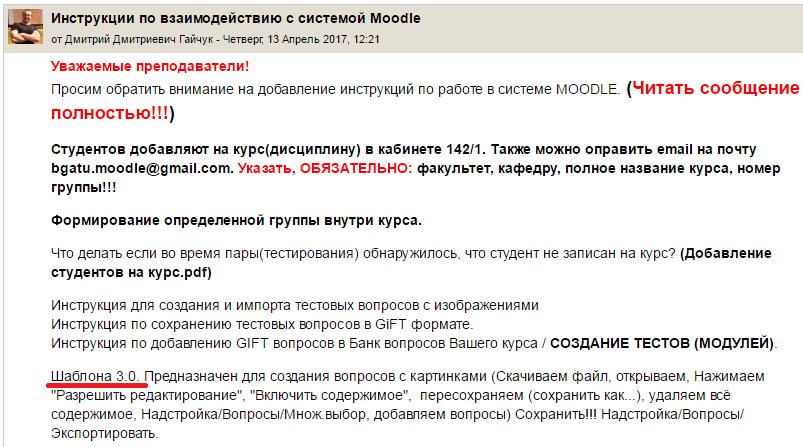 Инструкции по взаимодействию с системой Moodle
от Дмитрий Дмитриевич Гайчук - Четверг, 13 Апрель 2017, 12:21
Уважаемые преподаватели!
Просим обратить внимание на добавление инструкций по работе в системе MOODLE. (Читать сообщение
полностью!!!)
Студентов добавляют на курс(дисциплину) в кабинете 142/1. Также можно оправить email на почту
bgatu.moodle@gmail.com. Указать, ОБЯЗАТЕЛЬНО: факультет, кафедру, полное название курса, номер
группы!!!
Формирование определенной группы внутри курса.
Что делать если во время пары(тестирования) обнаружилось, что студент не записан на курс? (Добавление
студентов на курс.pdf)
Инструкция для создания и импорта тестовых вопросов с изображениями
Инструкция по сохранению тестовых вопросов в GiFT формате.
Инструкция по добавлению GIFT вопросов в Банк вопросов Вашего курса / СОЗДАНИЕ ТЕСТОВ (МОДУЛЕЙ).
Шаблона 3.0. Предназначен для создания вопросов с картинками (Скачиваем файл, открываем, Нажимаем
"Разрешить редактирование", "Включить содержимое",  пересохраняем (сохранить как...), удаляем всё
содержимое, Надстройка/Вопросы/Множ.выбор, добавляем вопросы) Сохранить!!! Надстройка/Вопросы/
Экспортировать.